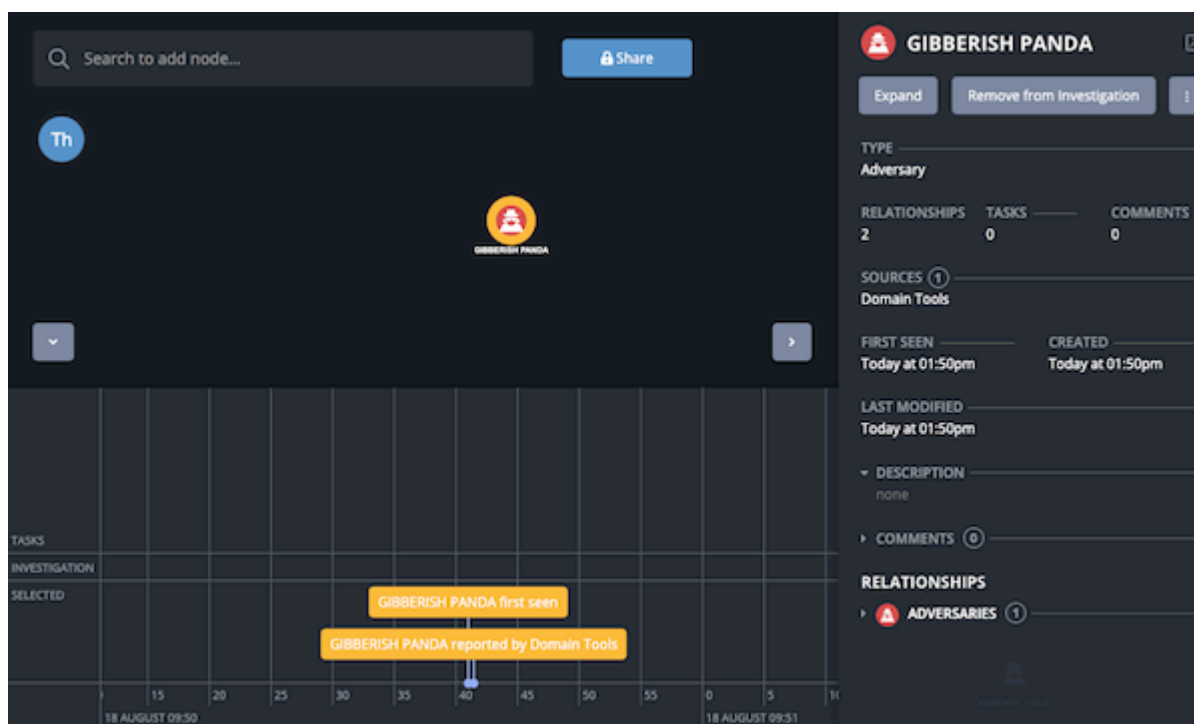 Search to add node...
Share
Th
GIBBERISH PANDA
TASKS
INVESTIGATION
SELECTED
GIBBERISH PANDA first seen
GIBBERISH PANDA reported by Domain Tools
15 20 25 30 35 40 45 50 55 0 5 10
18 AUGUST 09:50 18 AUGUST 09:51
GIBBERISH PANDA
Expand Remove from Investigation
TYPE
Adversary
RELATIONSHIPS TASKS COMMENTS
2 0 0
SOURCES 1
Domain Tools
FIRST SEEN CREATED
Today at 01:50pm Today at 01:50pm
LAST MODIFIED
Today at 01:50pm
DESCRIPTION
none
COMMENTS 0
RELATIONSHIPS
ADVERSARIES 1